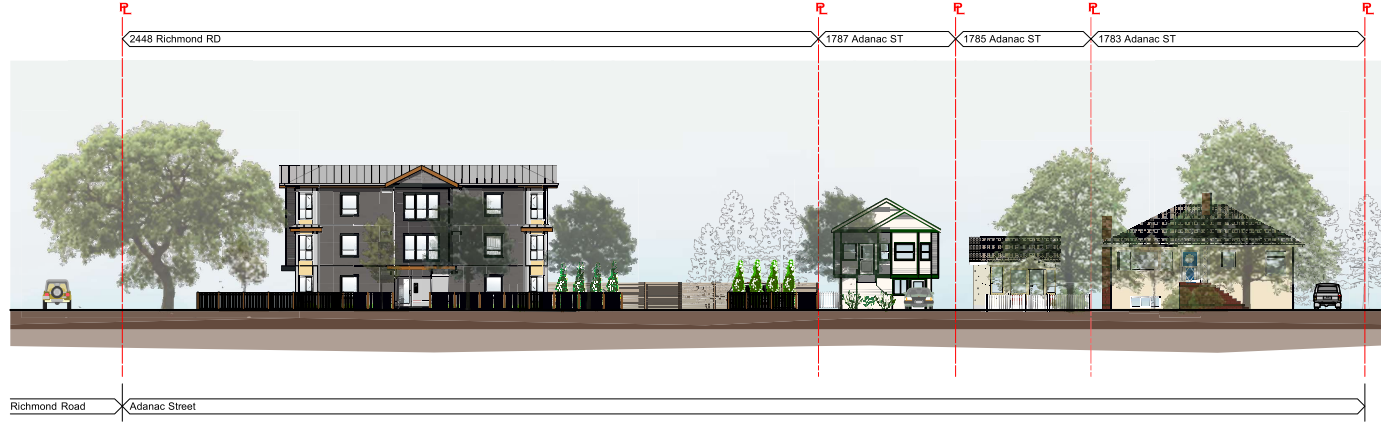 PL PL PL PL PL
2448 Richmond RD 1787 Adanac ST 1785 Adanac ST 1783 Adanac ST
Richmond Road Adanac Street